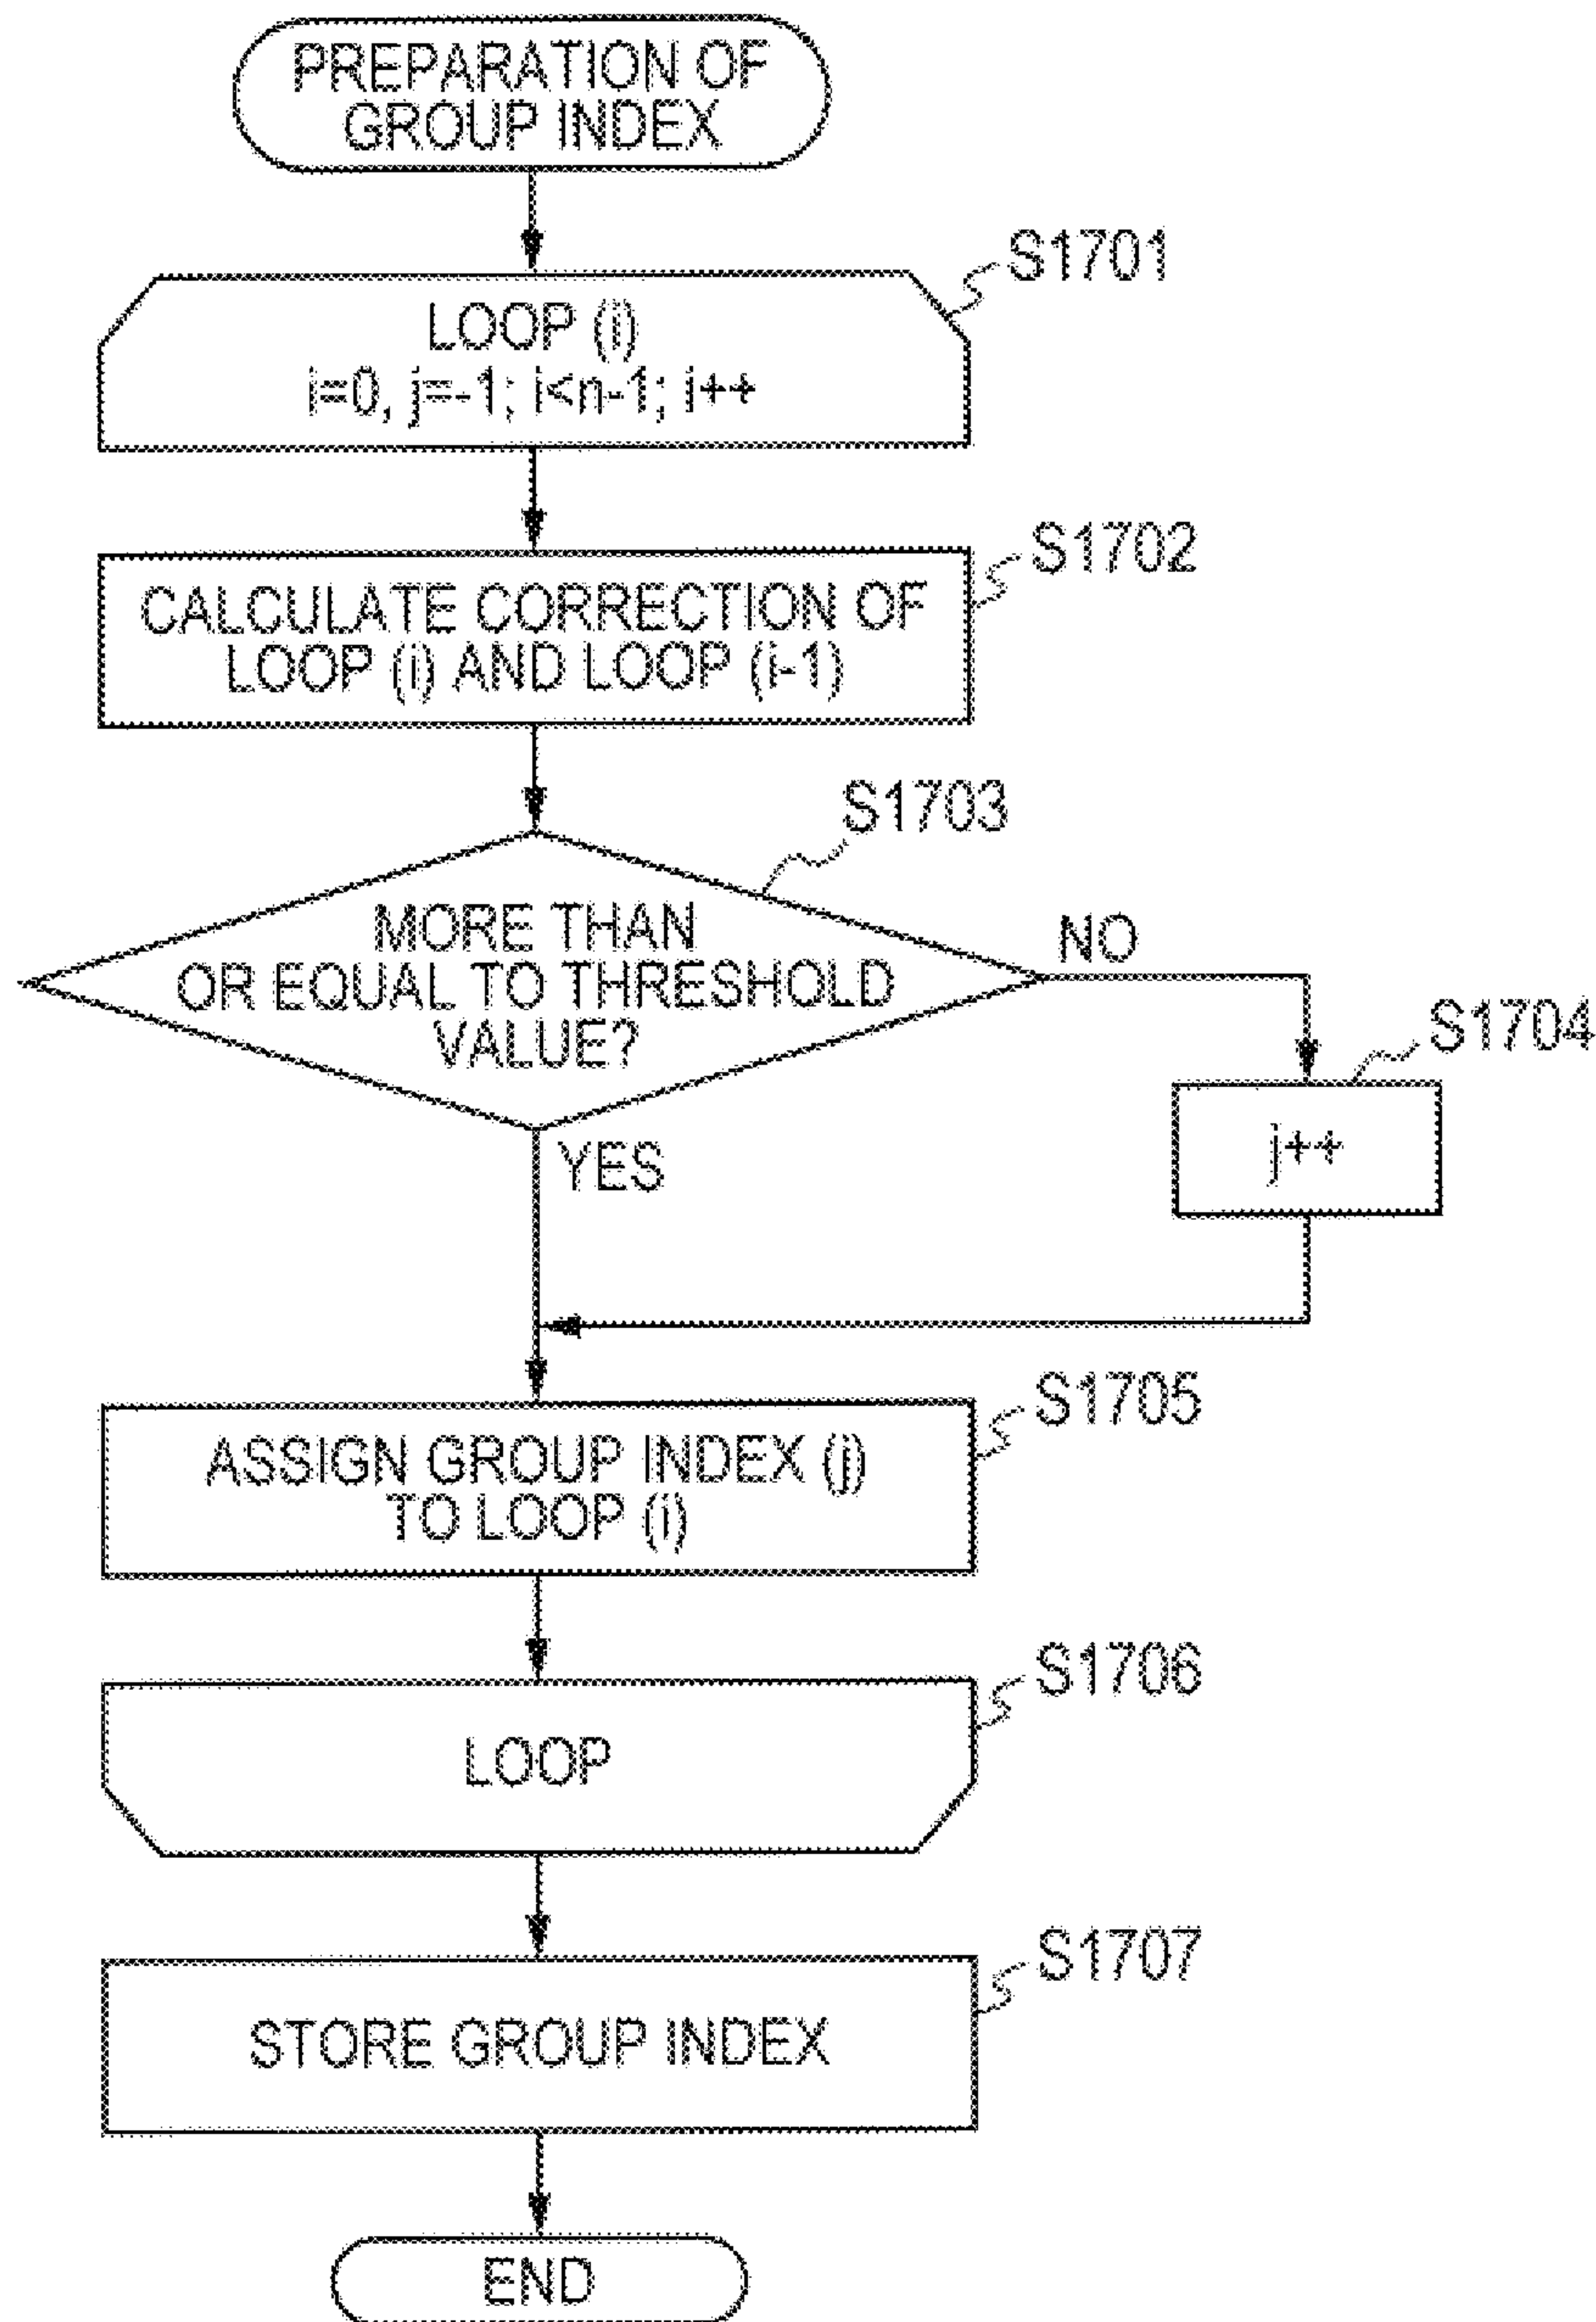 PREPARATION OF
GROUP INDEX
S1701
LOOP (i)
i=0, j=-1; i<n-1; i++
S1702
CALCULATE CORRECTION OF
LOOP (i) AND LOOP (i-1)
S1703
MORE THAN
OR EQUAL TO THRESHOLD
VALUE?
NO
S1704
j++
YES
S1705
ASSIGN GROUP INDEX (j)
TO LOOP (i)
S1706
LOOP
S1707
STORE GROUP INDEX
END